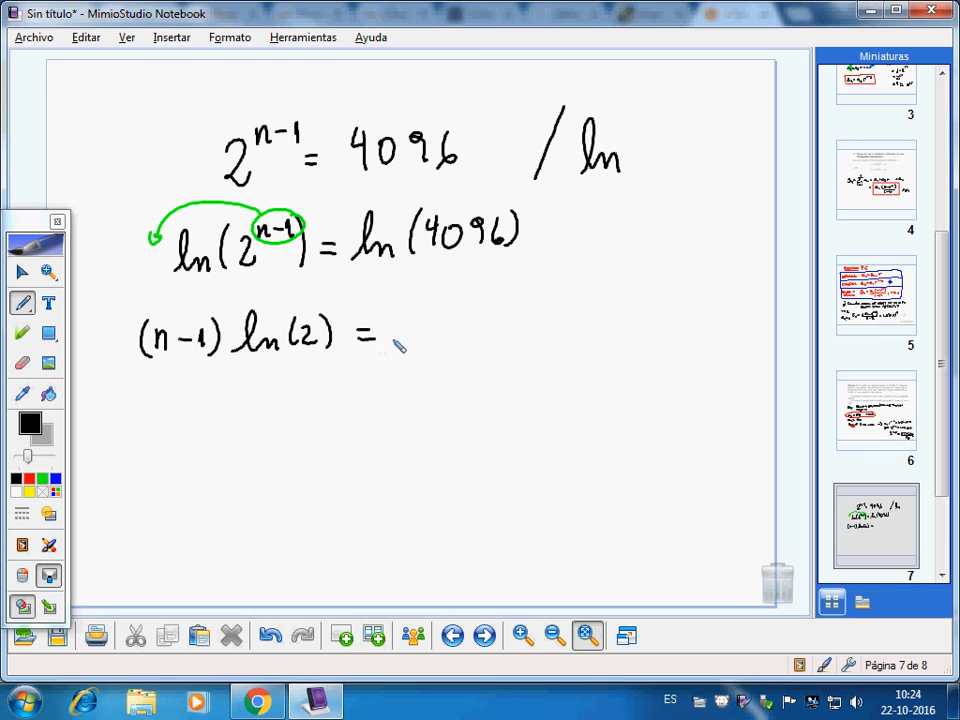 Sin título* - MimioStudio Notebook
Archivo Editar Ver Insertar Formato Herramientas Ayuda
Miniaturas
2^{n-1} = 4096 / ln
ln(2^{n-1}) = ln(4096)
(n-1) ln(2) =
3
4
5
6
7
T
Página 7 de 8
ES
10:24
22-10-2016